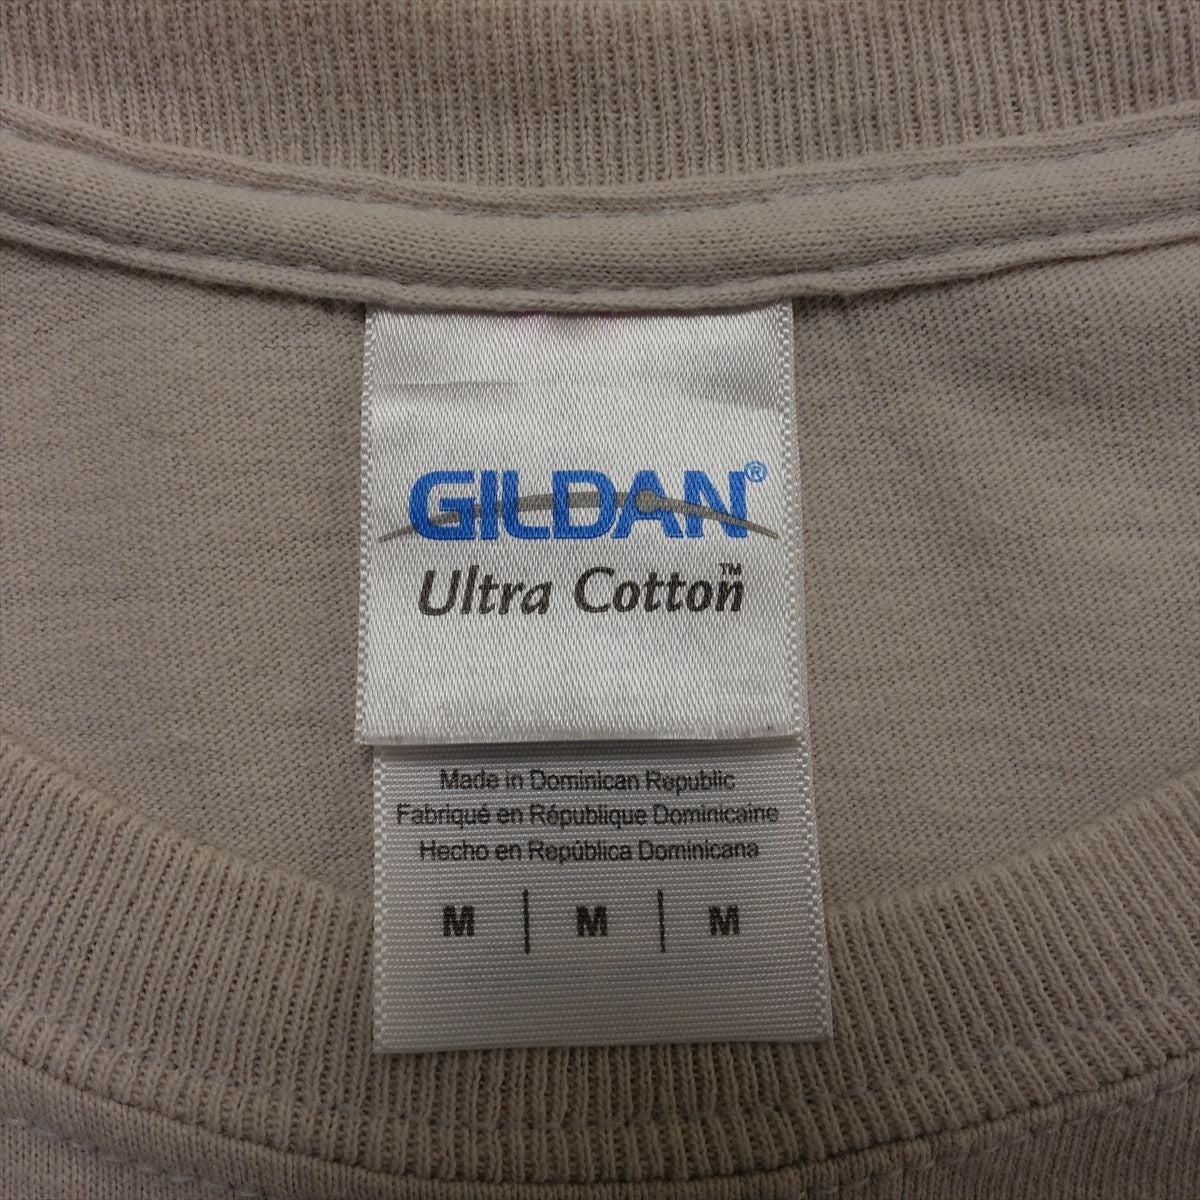 GILDAN®
Ultra Cotton™
Made in Dominican Republic
Fabriqué en République Dominicaine
Hecho en República Dominicana
M | M | M